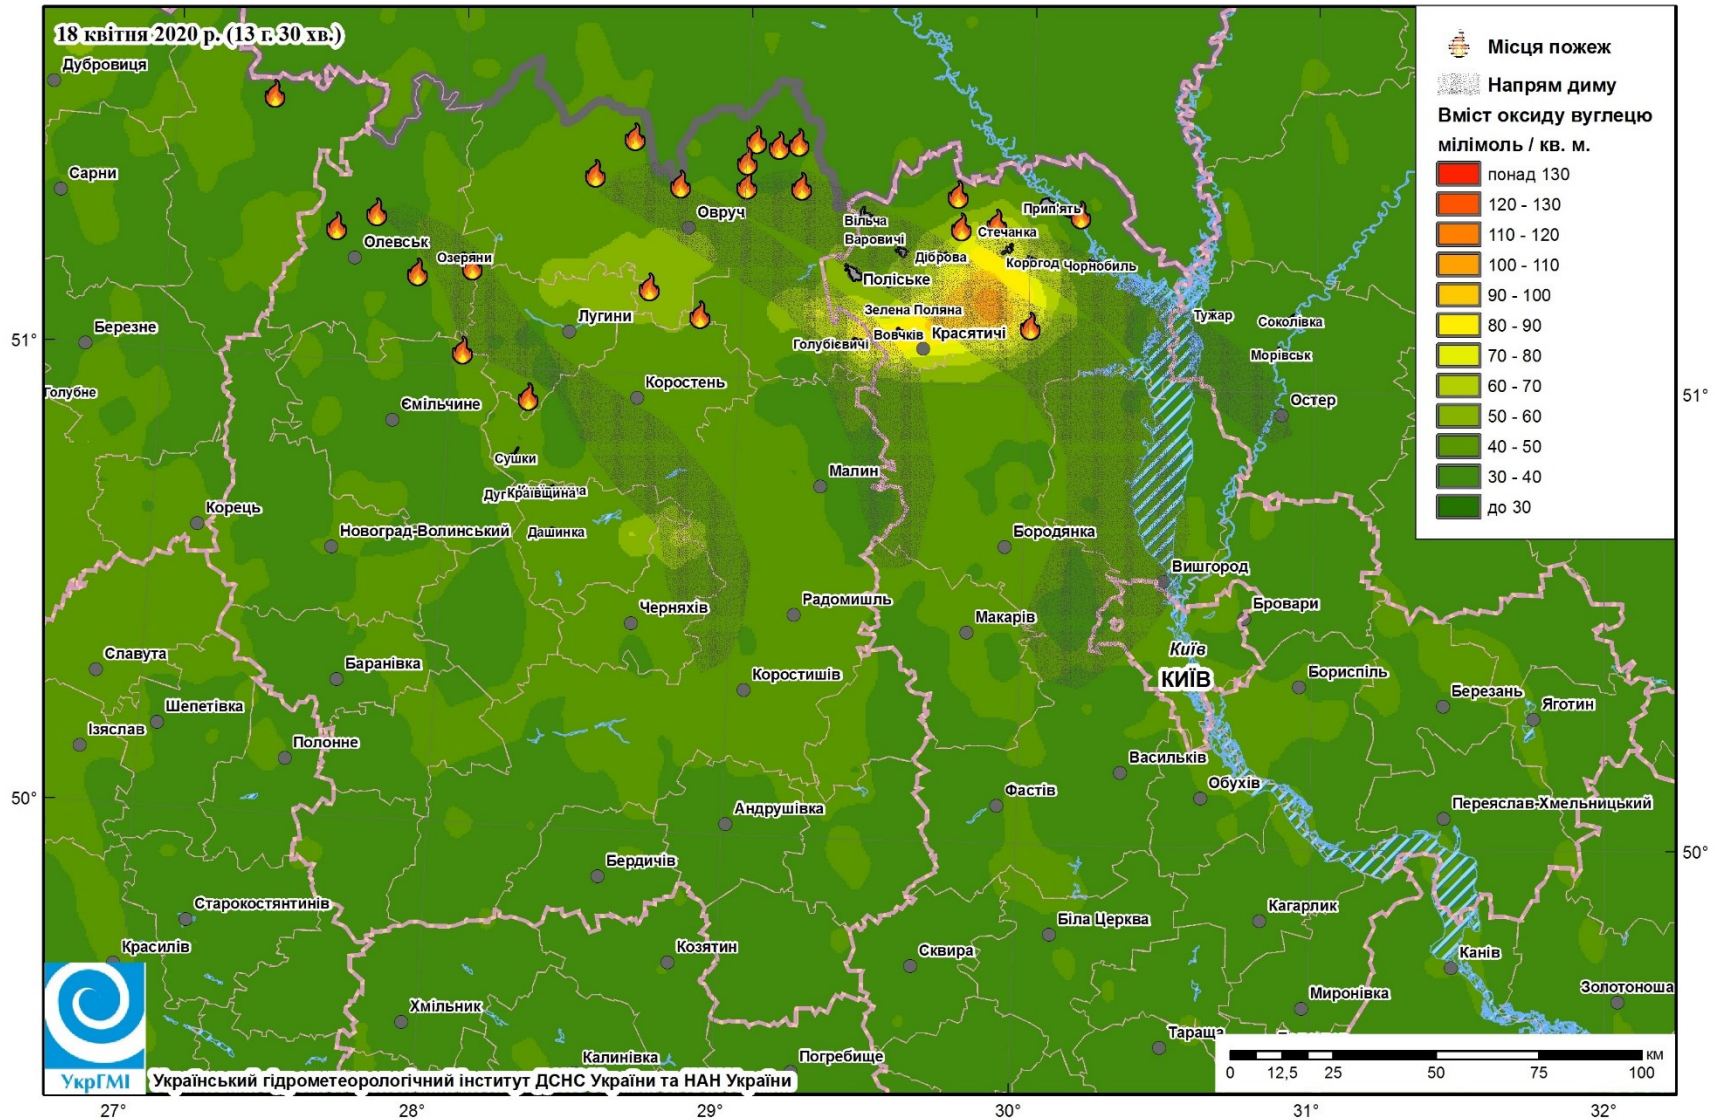 18 квітня 2020 р. (13 г. 30 хв.)
Місця пожеж
Напрям диму
Вміст оксиду вуглецю
мілімоль / кв. м.
понад 130
120 - 130
110 - 120
100 - 110
90 - 100
80 - 90
70 - 80
60 - 70
50 - 60
40 - 50
30 - 40
до 30
Дубровиця
Сарни
Березне
Голубне
Корець
Славута
Шепетівка
Ізяслав
Полонне
Старокостянтинів
Красилів
Олевськ
Озеряни
Овруч
Лугини
Коростень
Ємільчине
Сушки
Дашинка
Новоград-Волинський
Черняхів
Баранівка
Радомишль
Коростишів
Малин
Андрушівка
Бердичів
Козятин
Хмільник
Калинівка
Погребище
Вільча
Варовичі
Діброва
Поліське
Прип'ять
Стечанка
Корогод
Чорнобиль
Зелена Поляна
Вовчків
Голубієвичі
Красятичі
Тужар
Соколівка
Морівськ
Остер
Бородянка
Макарів
Вишгород
Бровари
Київ
КИЇВ
Бориспіль
Березань
Яготин
Васильків
Обухів
Фастів
Переяслав-Хмельницький
Біла Церква
Кагарлик
Сквира
Канів
Миронівка
Золотоноша
Тараща
51°
51°
50°
50°
УкрГМІ
Український гідрометеорологічний інститут ДСНС України та НАН України
0 12,5 25 50 75 100 км
27° 28° 29° 30° 31° 32°